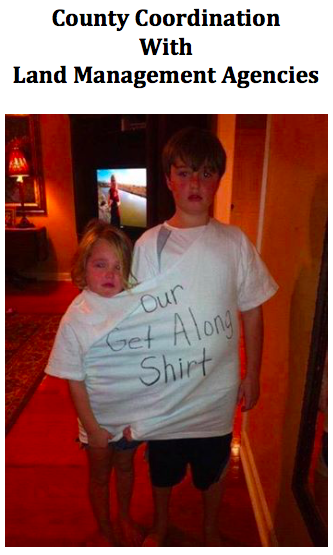 County Coordination
With
Land Management Agencies
Our
Get Along
Shirt